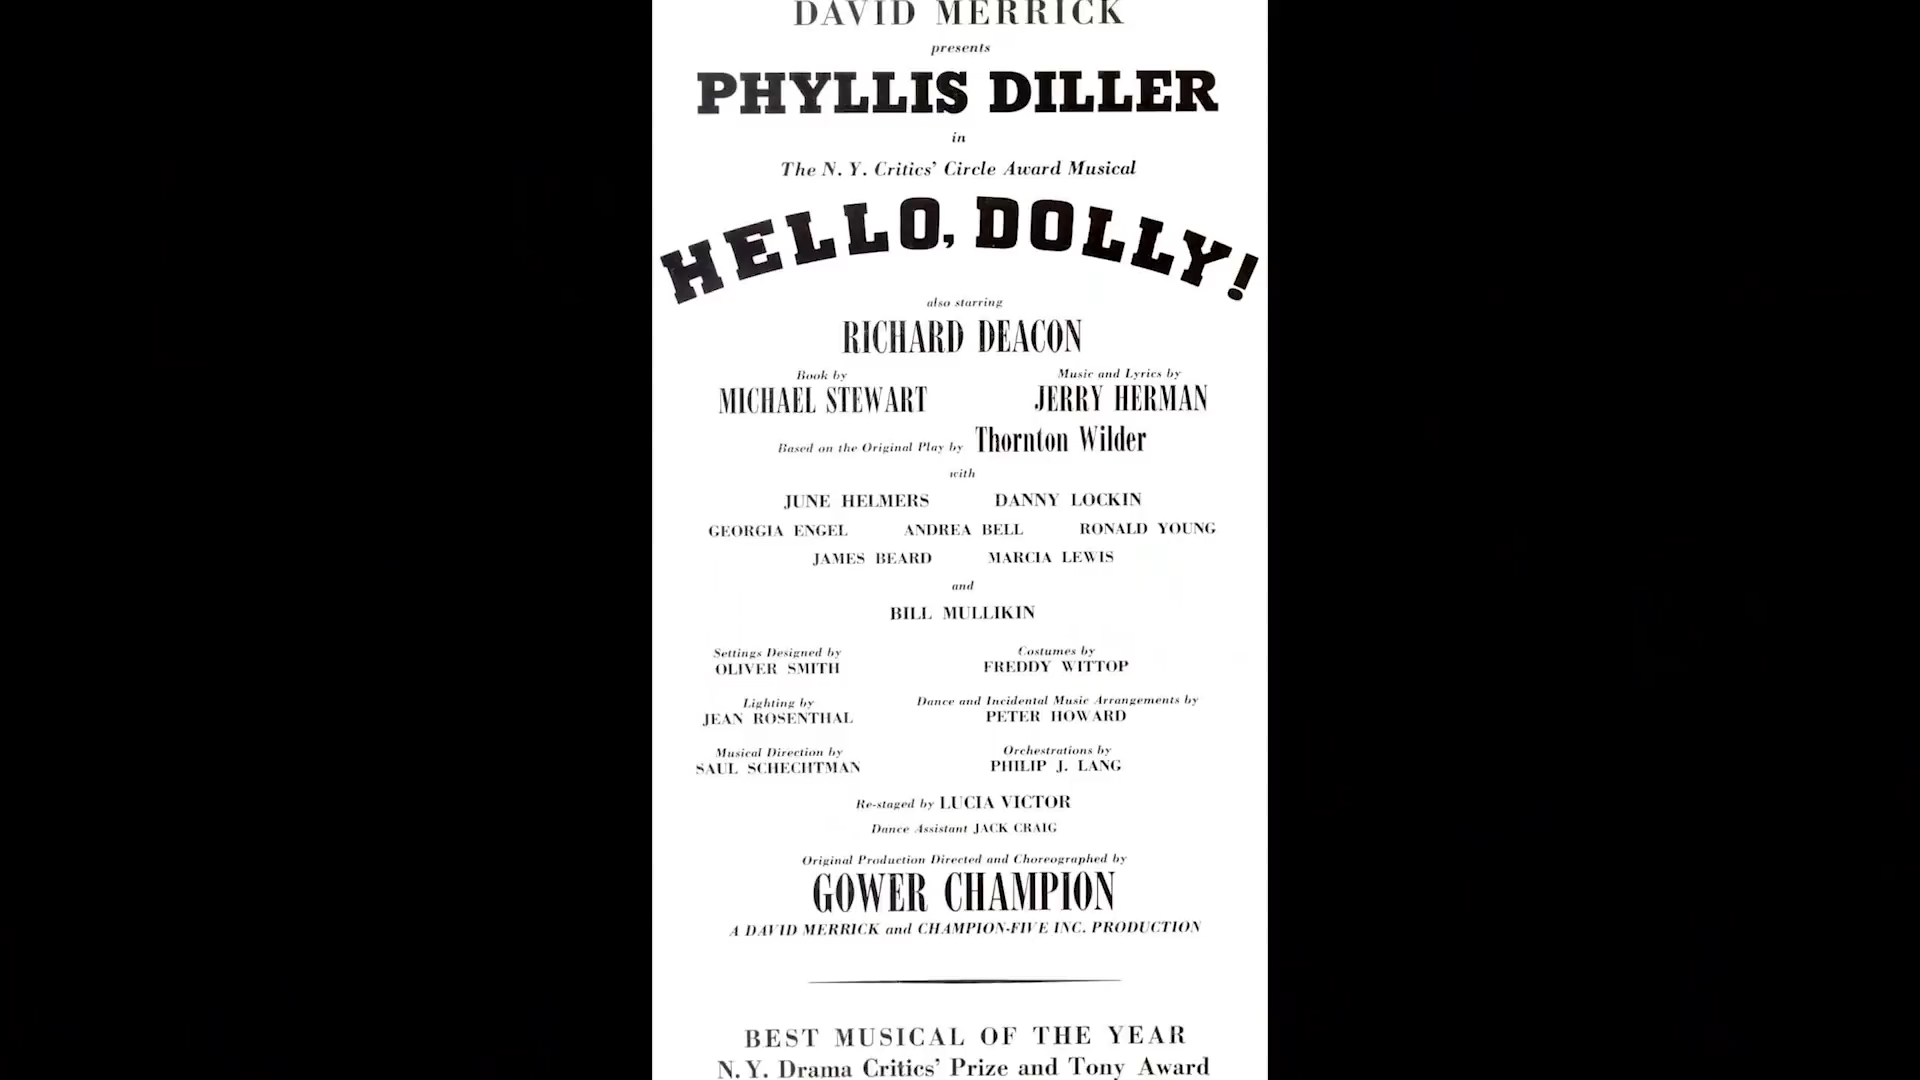 DAVID MERRICK
presents
PHYLLIS DILLER
in
The N. Y. Critics' Circle Award Musical
HELLO, DOLLY!
also starring
RICHARD DEACON
Book by Music and Lyrics by
MICHAEL STEWART JERRY HERMAN
Based on the Original Play by Thornton Wilder
with
JUNE HELMERS DANNY LOCKIN
GEORGIA ENGEL ANDREA BELL RONALD YOUNG
JAMES BEARD MARCIA LEWIS
and
BILL MULLIKIN
Settings Designed by Costumes by
OLIVER SMITH FREDDY WITTOP
Lighting by Dance and Incidental Music Arrangements by
JEAN ROSENTHAL PETER HOWARD
Musical Direction by Orchestrations by
SAUL SCHECHTMAN PHILIP J. LANG
Re-staged by LUCIA VICTOR
Dance Assistant JACK CRAIG
Original Production Directed and Choreographed by
GOWER CHAMPION
A DAVID MERRICK and CHAMPION-FIVE INC. PRODUCTION
BEST MUSICAL OF THE YEAR
N.Y. Drama Critics' Prize and Tony Award